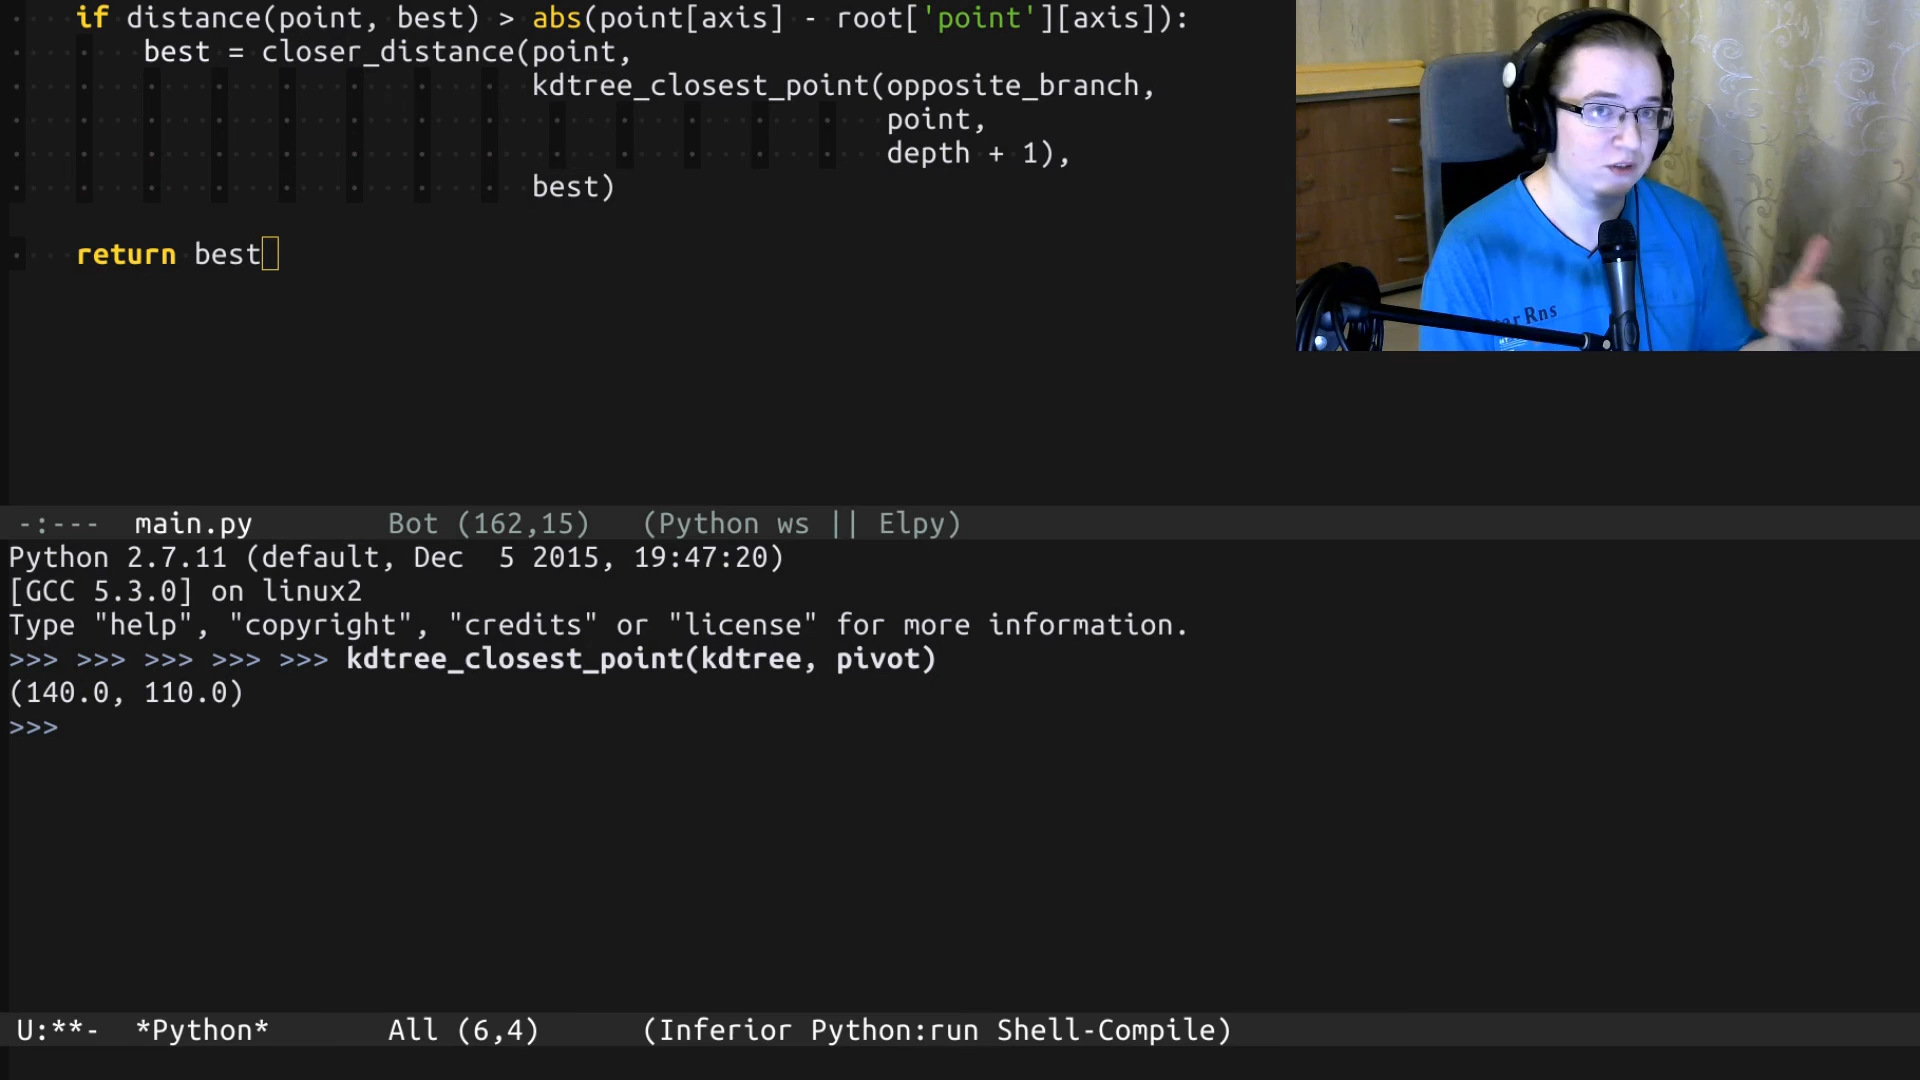 if distance(point, best) > abs(point[axis] - root['point'][axis]):
best = closer_distance(point,
kdtree_closest_point(opposite_branch,
point,
depth + 1),
best)
return best
-:--- main.py Bot (162,15) (Python ws || Elpy)
Python 2.7.11 (default, Dec  5 2015, 19:47:20)
[GCC 5.3.0] on linux2
Type "help", "copyright", "credits" or "license" for more information.
>>> >>> >>> >>> >>> kdtree_closest_point(kdtree, pivot)
(140.0, 110.0)
>>>
U:**- *Python* All (6,4) (Inferior Python:run Shell-Compile)
Rns